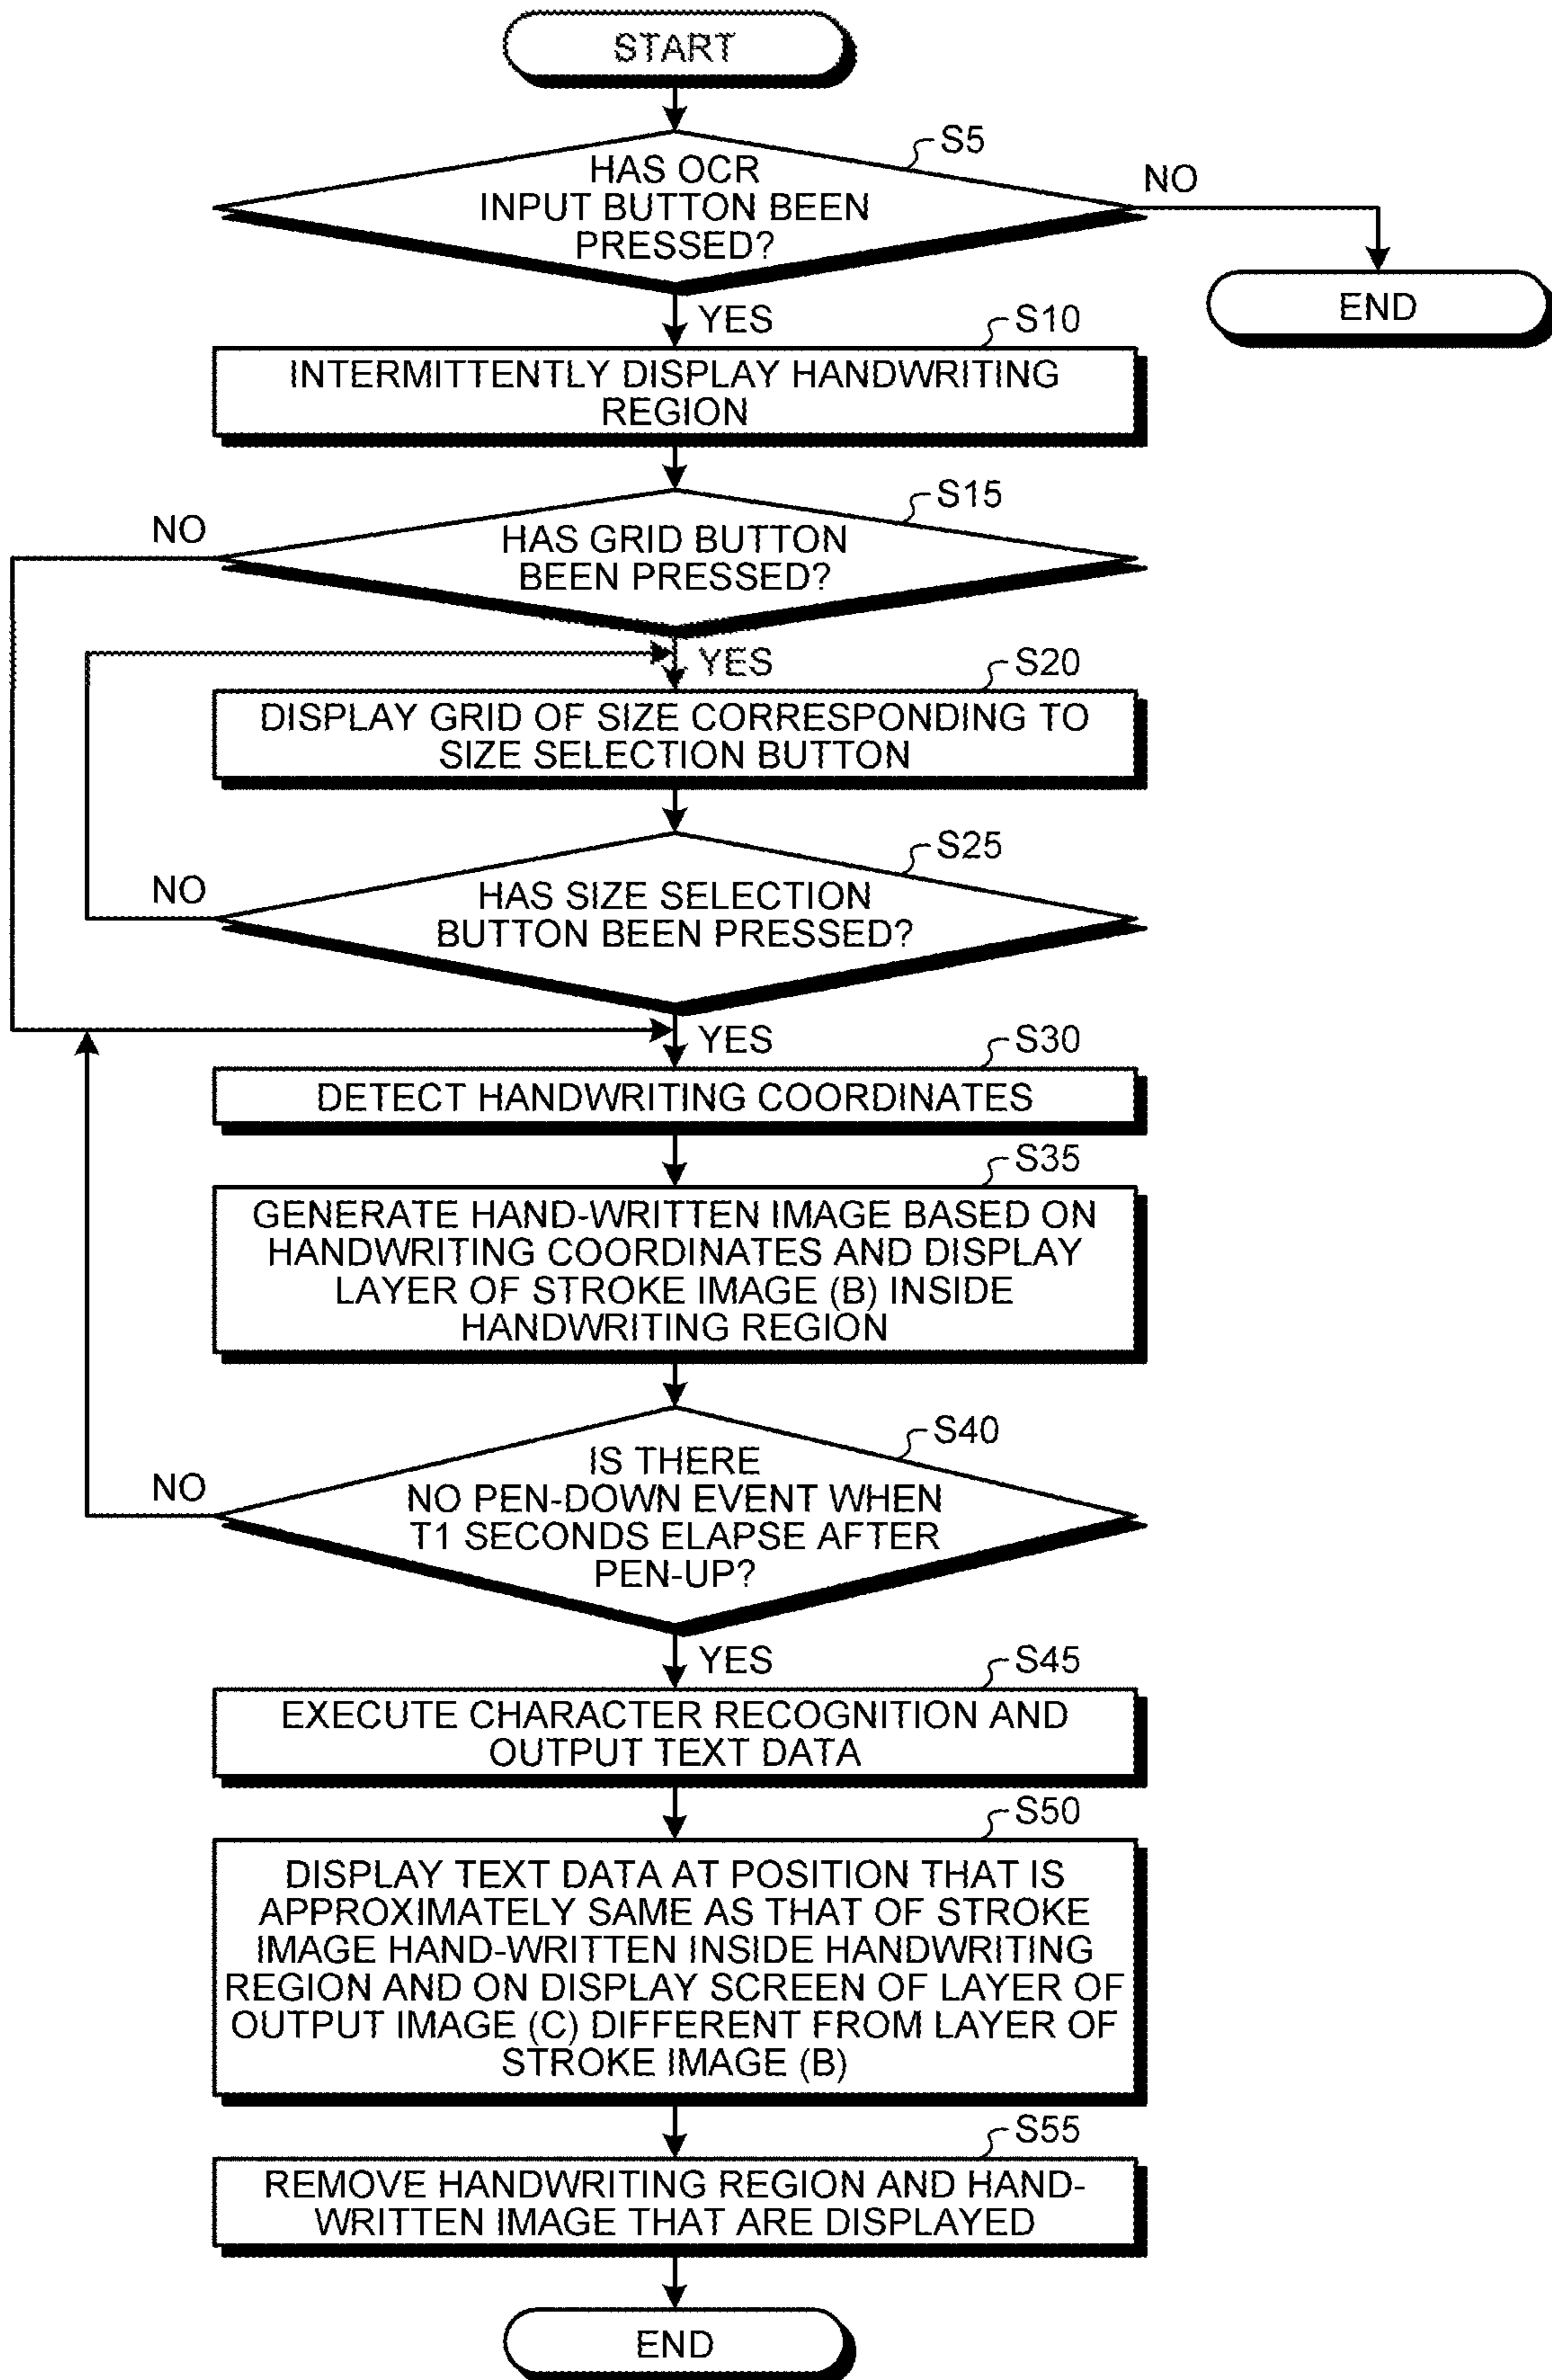 START
S5
HAS OCR
INPUT BUTTON BEEN
PRESSED?
NO
END
YES
S10
INTERMITTENTLY DISPLAY HANDWRITING
REGION
S15
NO
HAS GRID BUTTON
BEEN PRESSED?
YES
S20
DISPLAY GRID OF SIZE CORRESPONDING TO
SIZE SELECTION BUTTON
S25
NO
HAS SIZE SELECTION
BUTTON BEEN PRESSED?
YES
S30
DETECT HANDWRITING COORDINATES
S35
GENERATE HAND-WRITTEN IMAGE BASED ON
HANDWRITING COORDINATES AND DISPLAY
LAYER OF STROKE IMAGE (B) INSIDE
HANDWRITING REGION
S40
NO
IS THERE
NO PEN-DOWN EVENT WHEN
T1 SECONDS ELAPSE AFTER
PEN-UP?
YES
S45
EXECUTE CHARACTER RECOGNITION AND
OUTPUT TEXT DATA
S50
DISPLAY TEXT DATA AT POSITION THAT IS
APPROXIMATELY SAME AS THAT OF STROKE
IMAGE HAND-WRITTEN INSIDE HANDWRITING
REGION AND ON DISPLAY SCREEN OF LAYER OF
OUTPUT IMAGE (C) DIFFERENT FROM LAYER OF
STROKE IMAGE (B)
S55
REMOVE HANDWRITING REGION AND HAND-
WRITTEN IMAGE THAT ARE DISPLAYED
END